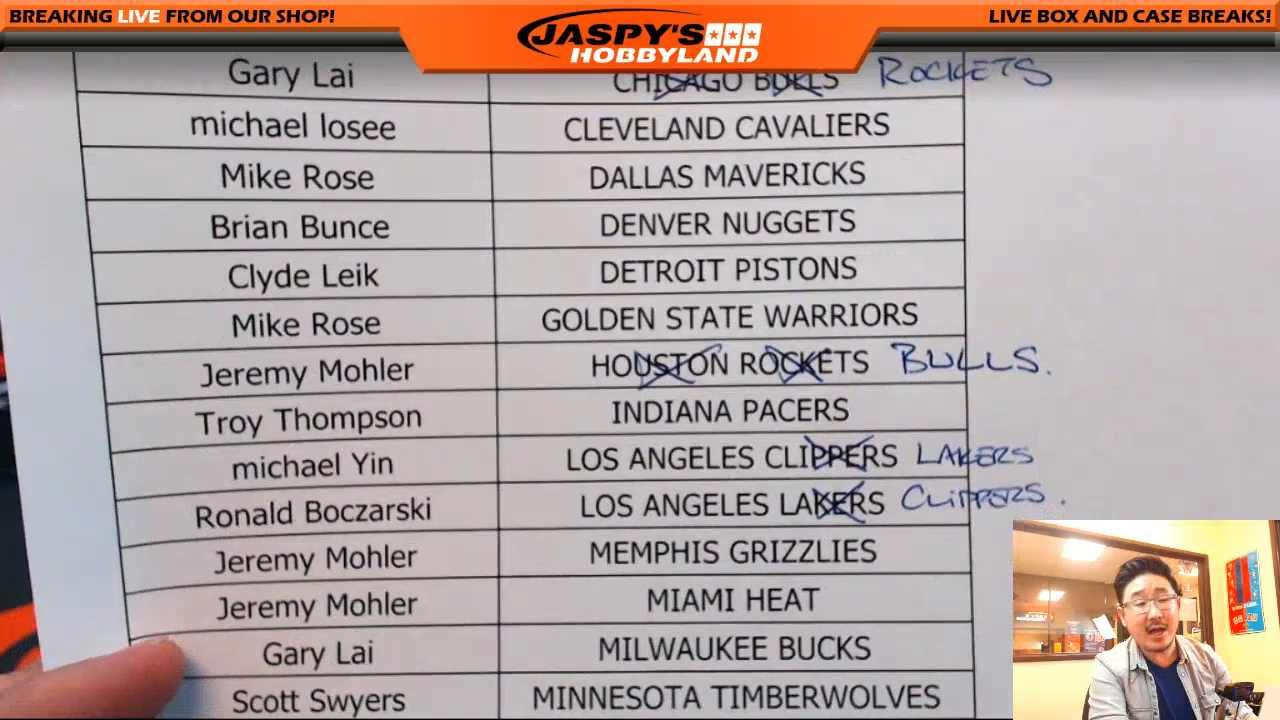 BREAKING LIVE FROM OUR SHOP!
JASPY'S
HOBBYLAND
LIVE BOX AND CASE BREAKS!
Gary Lai CHICAGO BULLS ROCKETS
michael losee CLEVELAND CAVALIERS
Mike Rose DALLAS MAVERICKS
Brian Bunce DENVER NUGGETS
Clyde Leik DETROIT PISTONS
Mike Rose GOLDEN STATE WARRIORS
Jeremy Mohler HOUSTON ROCKETS BULLS.
Troy Thompson INDIANA PACERS
michael Yin LOS ANGELES CLIPPERS LAKERS
Ronald Boczarski LOS ANGELES LAKERS CLIPPERS.
Jeremy Mohler MEMPHIS GRIZZLIES
Jeremy Mohler MIAMI HEAT
Gary Lai MILWAUKEE BUCKS
Scott Swyers MINNESOTA TIMBERWOLVES